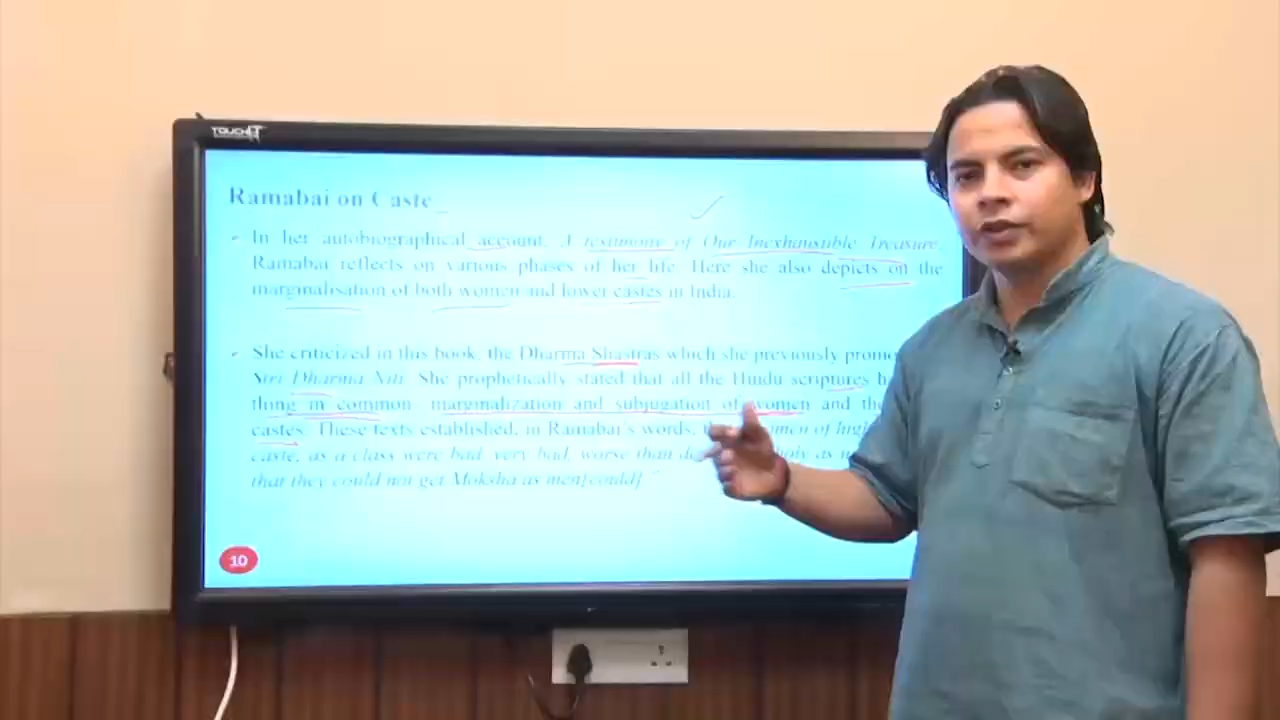 TOUCHIT
Ramabai on Caste
In her autobiographical account, A testimony of Our Inexhaustible Treasure,
Ramabai reflects on various phases of her life. Here she also depicts on the
marginalisation of both women and lower castes in India.
She criticized in this book, the Dharma Shastras which she previously promo
Stri Dharma Niti. She prophetically stated that all the Hindu scriptures h
thing in common, marginalization and subjugation of women and the
castes. These texts established, in Ramabai's words, men of hig
caste, as a class were bad, very bad, worse than holy as
that they could not get Moksha as men[could]
10